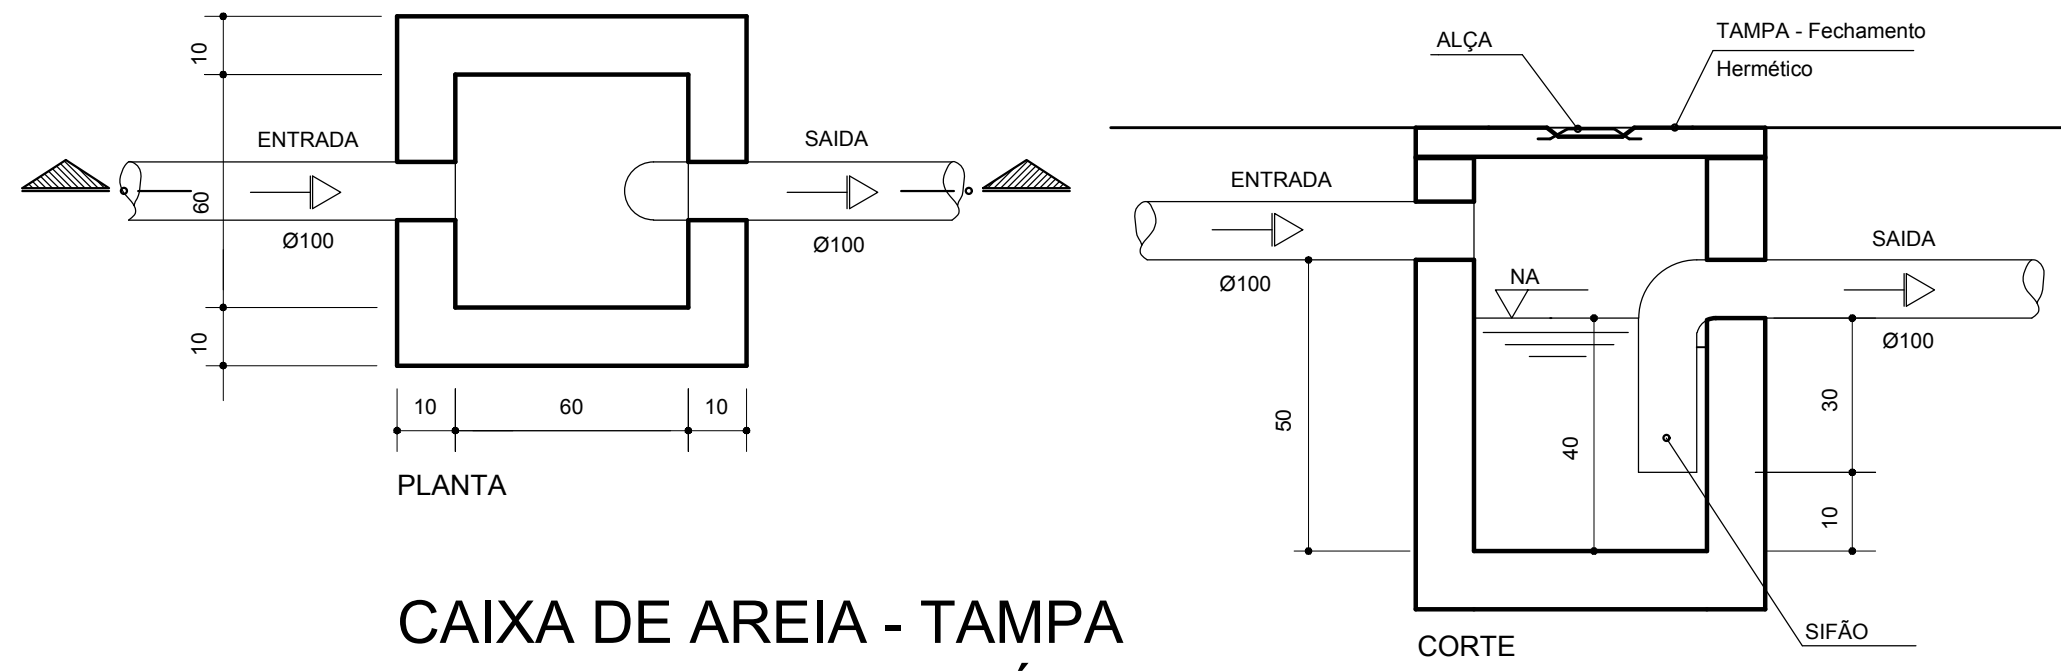 10
60
10
ENTRADA
Ø100
SAIDA
Ø100
10
60
10
PLANTA
CAIXA DE AREIA - TAMPA
ALÇA
TAMPA - Fechamento
Hermético
ENTRADA
Ø100
NA
SAIDA
Ø100
50
40
30
10
SIFÃO
CORTE